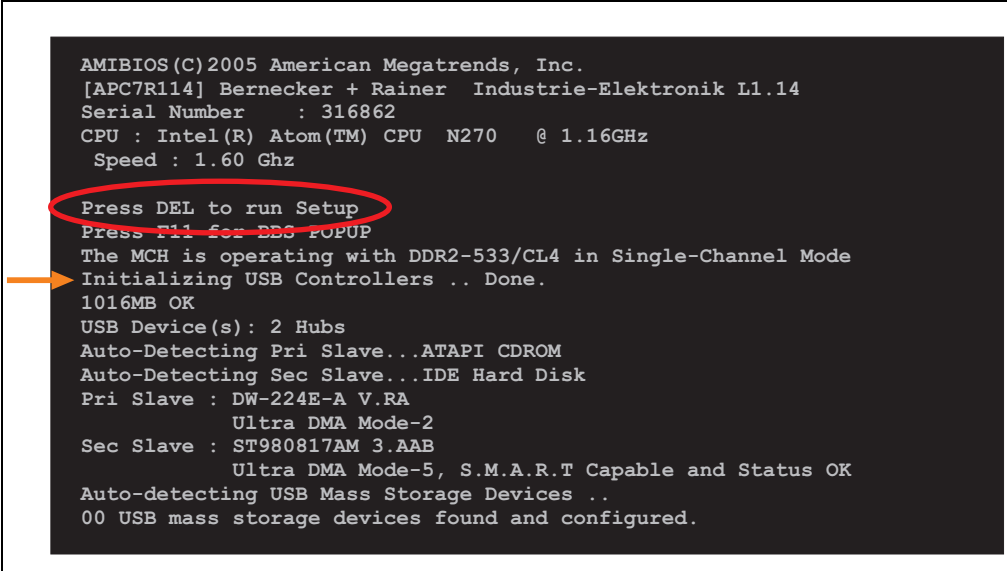 AMIBIOS(C)2005 American Megatrends, Inc.
[APC7R114] Bernecker + Rainer  Industrie-Elektronik L1.14
Serial Number    : 316862
CPU : Intel(R) Atom(TM) CPU  N270   @ 1.16GHz
 Speed : 1.60 Ghz
Press DEL to run Setup
Press F11 for BBS POPUP
The MCH is operating with DDR2-533/CL4 in Single-Channel Mode
Initializing USB Controllers .. Done.
1016MB OK
USB Device(s): 2 Hubs
Auto-Detecting Pri Slave...ATAPI CDROM
Auto-Detecting Sec Slave...IDE Hard Disk
Pri Slave : DW-224E-A V.RA
            Ultra DMA Mode-2
Sec Slave : ST980817AM 3.AAB
            Ultra DMA Mode-5, S.M.A.R.T Capable and Status OK
Auto-detecting USB Mass Storage Devices ..
00 USB mass storage devices found and configured.